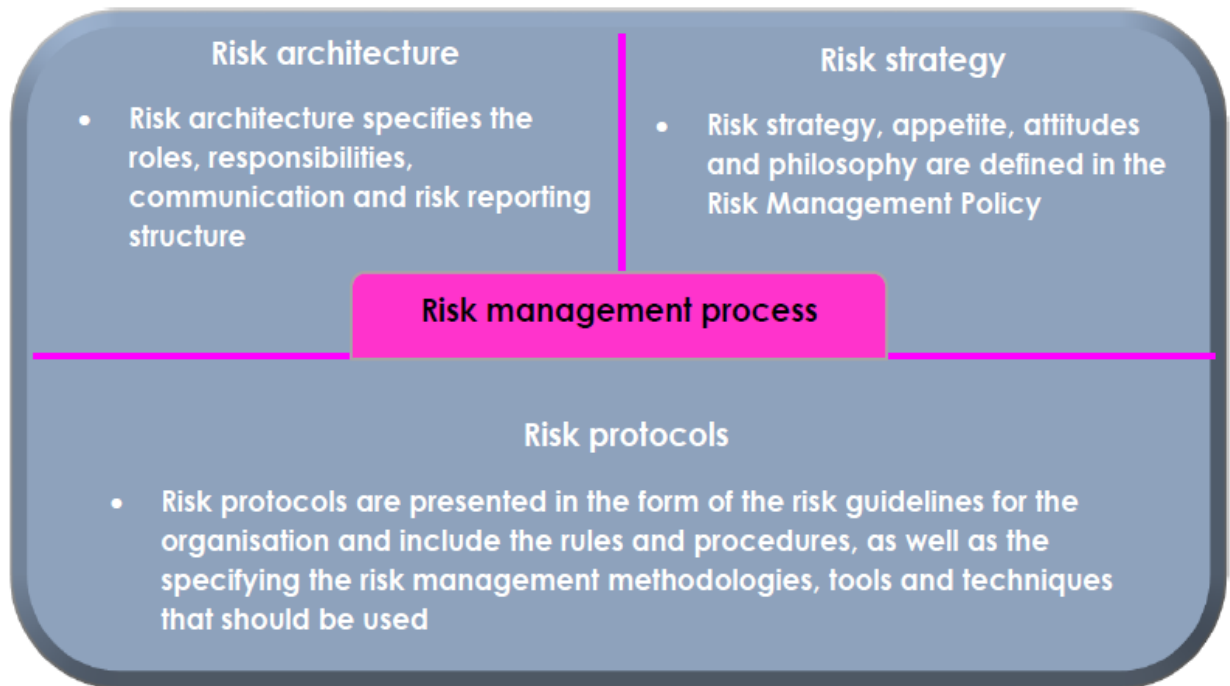 Risk architecture
• Risk architecture specifies the
roles, responsibilities,
communication and risk reporting
structure
Risk strategy
• Risk strategy, appetite, attitudes
and philosophy are defined in the
Risk Management Policy
Risk management process
Risk protocols
• Risk protocols are presented in the form of the risk guidelines for the
organisation and include the rules and procedures, as well as the
specifying the risk management methodologies, tools and techniques
that should be used